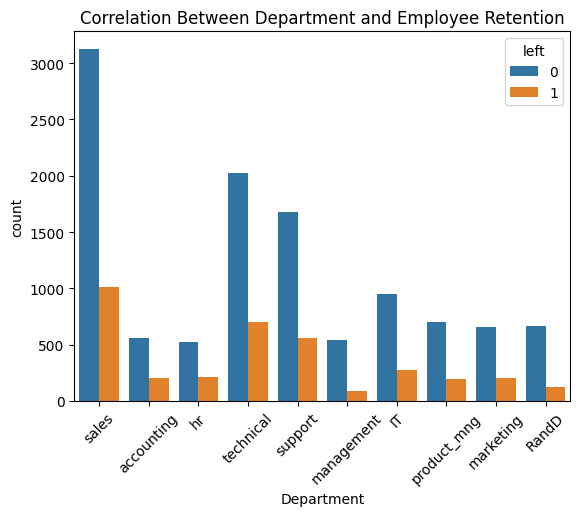 Correlation Between Department and Employee Retention
left
0
1
count
3000
2500
2000
1500
1000
500
0
sales
accounting
hr
technical
support
management
IT
product_mng
marketing
RandD
Department